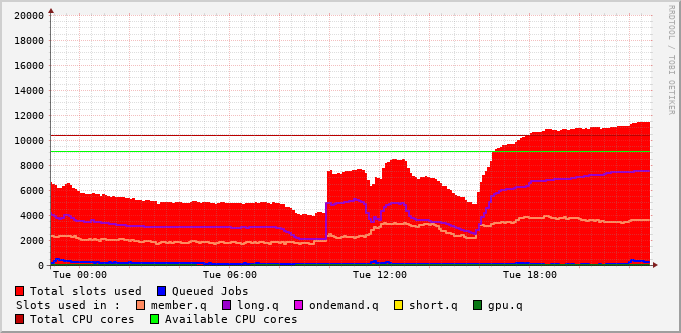 RRDTOOL / TOBI OETIKER
20000
18000
16000
14000
12000
10000
8000
6000
4000
2000
0
Tue 00:00 Tue 06:00 Tue 12:00 Tue 18:00
Total slots used Queued Jobs
Slots used in : member.q long.q ondemand.q short.q gpu.q
Total CPU cores Available CPU cores